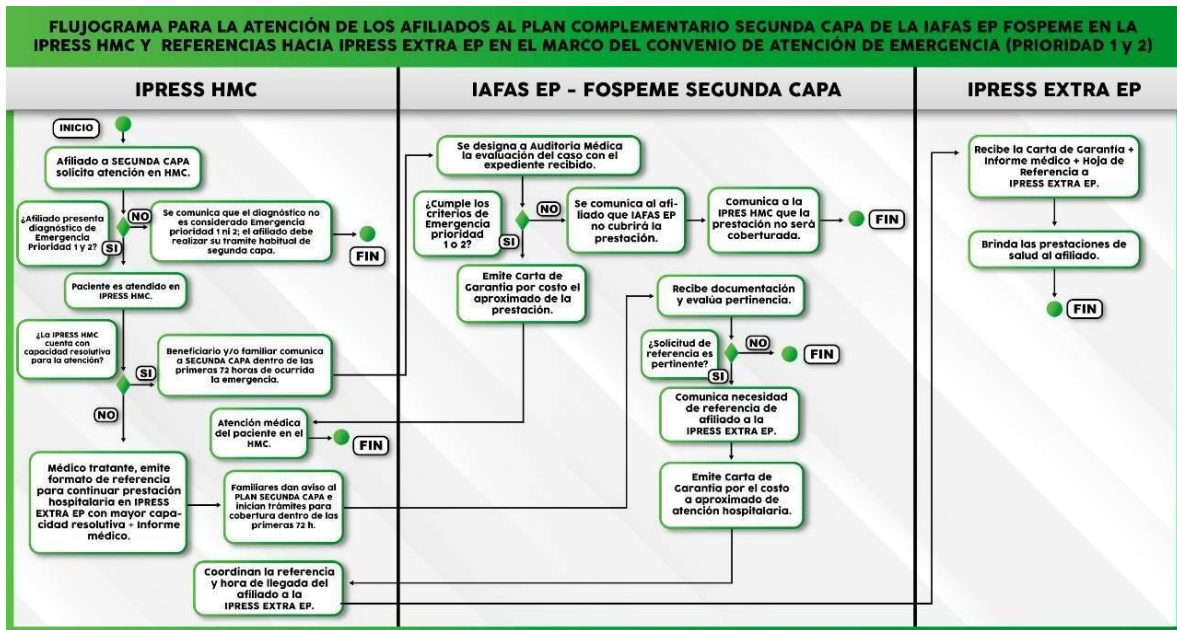 FLUJOGRAMA PARA LA ATENCIÓN DE LOS AFILIADOS AL PLAN COMPLEMENTARIO SEGUNDA CAPA DE LA IAFAS EP FOSPEME EN LA
IPRESS HMC Y REFERENCIAS HACIA IPRESS EXTRA EP EN EL MARCO DEL CONVENIO DE ATENCIÓN DE EMERGENCIA (PRIORIDAD 1 y 2)
IPRESS HMC
INICIO
Afiliado a SEGUNDA CAPA
solicita atención en HMC.
¿Afiliado presenta
diagnóstico de
Emergencia
Prioridad 1 y 2?
NO
SI
Se comunica que el diagnóstico no
es considerado Emergencia
prioridad 1 ni 2; el afiliado debe
realizar su tramite habitual de
segunda capa.
FIN
Paciente es atendido en
IPRESS HMC.
¿La IPRESS HMC
cuenta con
capacidad resolutiva
para la atención?
SI
NO
Beneficiario y/o familiar comunica
a SEGUNDA CAPA dentro de las
primeras 72 horas de ocurrida
la emergencia.
Atención médica
del paciente en el
HMC.
FIN
Médico tratante, emite
formato de referencia
para continuar prestación
hospitalaria en IPRESS
EXTRA EP con mayor capa-
cidad resolutiva + Informe
médico.
Familiares dan aviso al
PLAN SEGUNDA CAPA e
inician trámites para
cobertura dentro de las
primeras 72 h.
Coordinan la referencia
y hora de llegada del
afiliado a la
IPRESS EXTRA EP.
IAFAS EP - FOSPEME SEGUNDA CAPA
Se designa a Auditoría Médica
la evaluación del caso con el
expediente recibido.
¿Cumple los
criterios de
Emergencia
prioridad
1 o 2?
NO
SI
Se comunica al afi-
liado que IAFAS EP
no cubrirá la
prestación.
Comunica a la
IPRES HMC que la
prestación no será
coberturada.
FIN
Emite Carta de
Garantia por costo el
aproximado de la
prestación.
Recibe documentación
y evalúa pertinencia.
¿Solicitud de
referencia es
pertinente?
NO
SI
FIN
Comunica necesidad
de referencia de
afiliado a la
IPRESS EXTRA EP.
Emite Carta de
Garantia por el costo
a aproximado de
atención hospitalaria.
IPRESS EXTRA EP
Recibe la Carta de Garantía +
Informe médico + Hoja de
Referencia a
IPRESS EXTRA EP.
Brinda las prestaciones de
salud al afiliado.
FIN